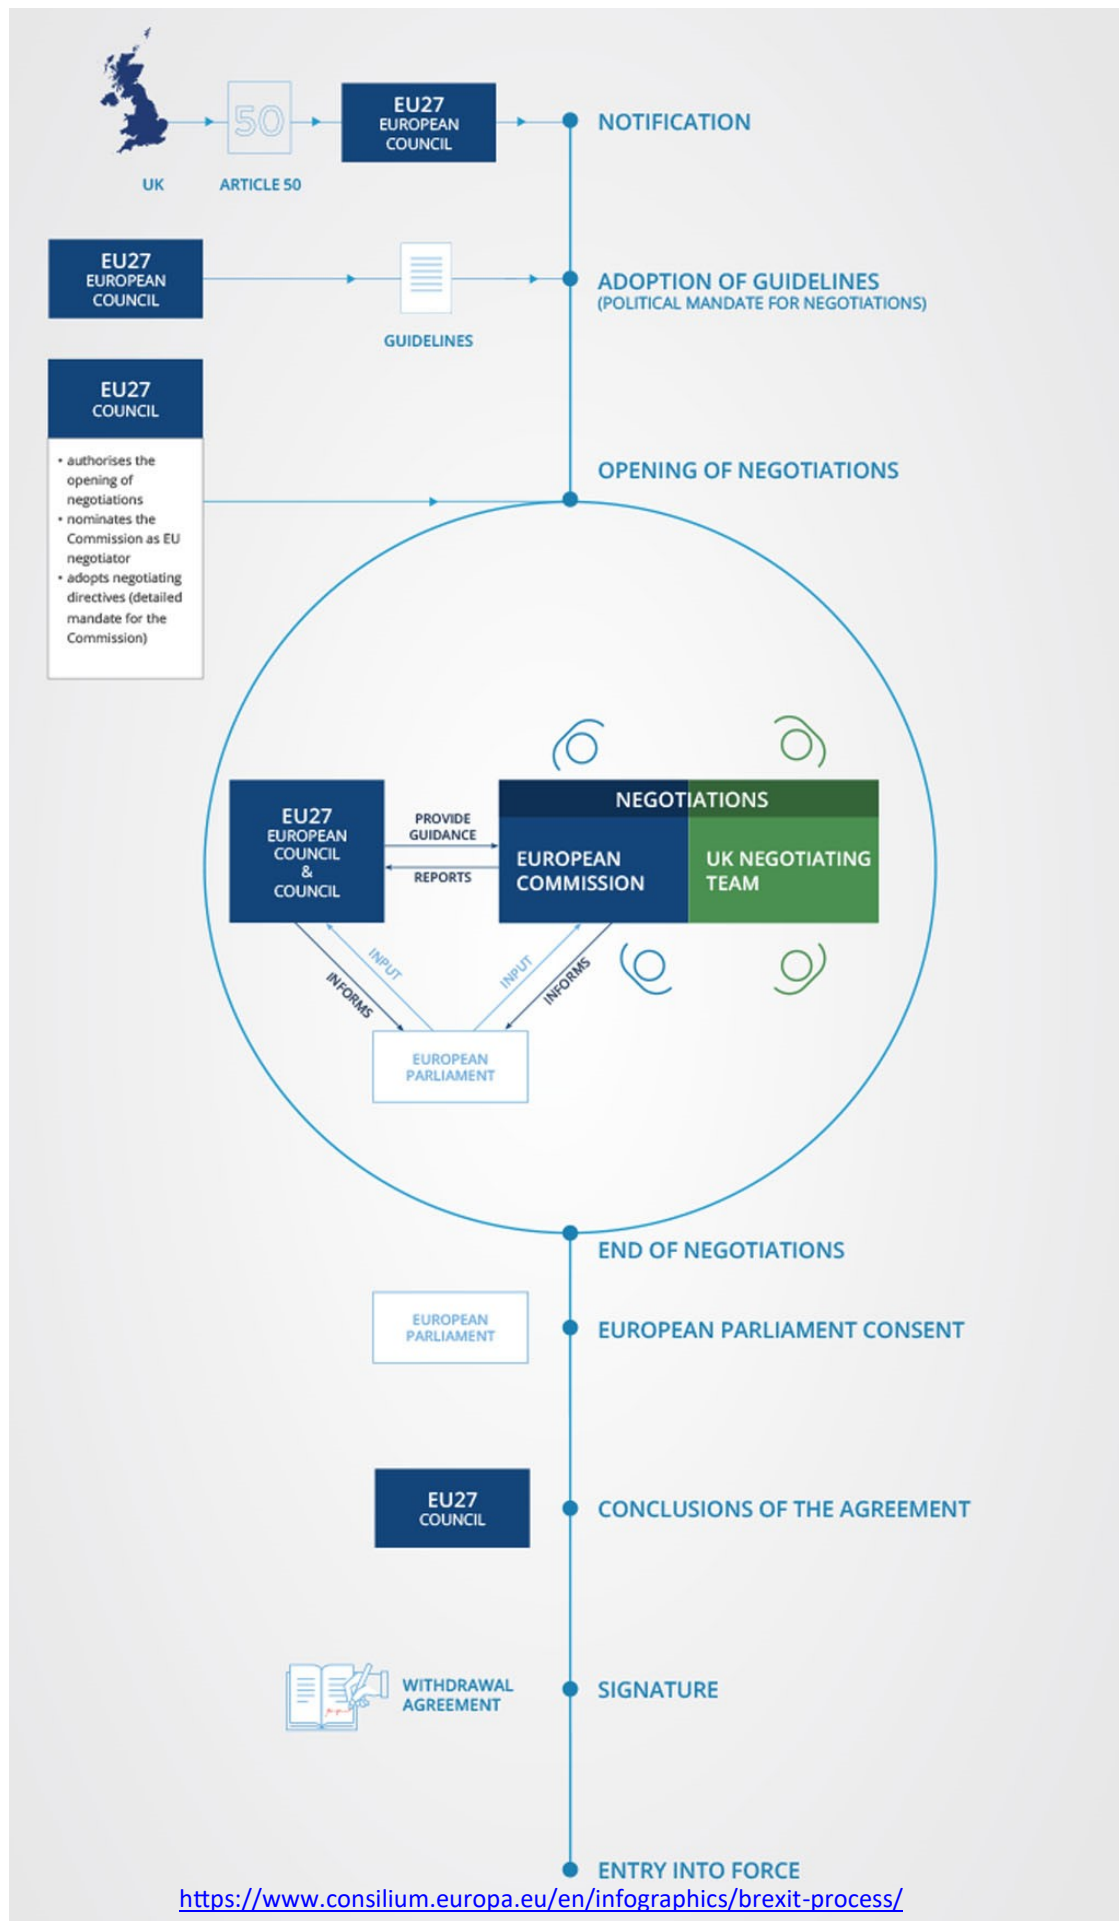 50
EU27
EUROPEAN
COUNCIL
NOTIFICATION
UK
ARTICLE 50
EU27
EUROPEAN
COUNCIL
GUIDELINES
ADOPTION OF GUIDELINES
(POLITICAL MANDATE FOR NEGOTIATIONS)
EU27
COUNCIL
• authorises the
opening of
negotiations
• nominates the
Commission as EU
negotiator
• adopts negotiating
directives (detailed
mandate for the
Commission)
OPENING OF NEGOTIATIONS
EU27
EUROPEAN
COUNCIL
&
COUNCIL
PROVIDE
GUIDANCE
REPORTS
NEGOTIATIONS
EUROPEAN
COMMISSION
UK NEGOTIATING
TEAM
INFORMS
INPUT
INPUT
INFORMS
EUROPEAN
PARLIAMENT
END OF NEGOTIATIONS
EUROPEAN
PARLIAMENT
EUROPEAN PARLIAMENT CONSENT
EU27
COUNCIL
CONCLUSIONS OF THE AGREEMENT
WITHDRAWAL
AGREEMENT
SIGNATURE
ENTRY INTO FORCE
https://www.consilium.europa.eu/en/infographics/brexit-process/